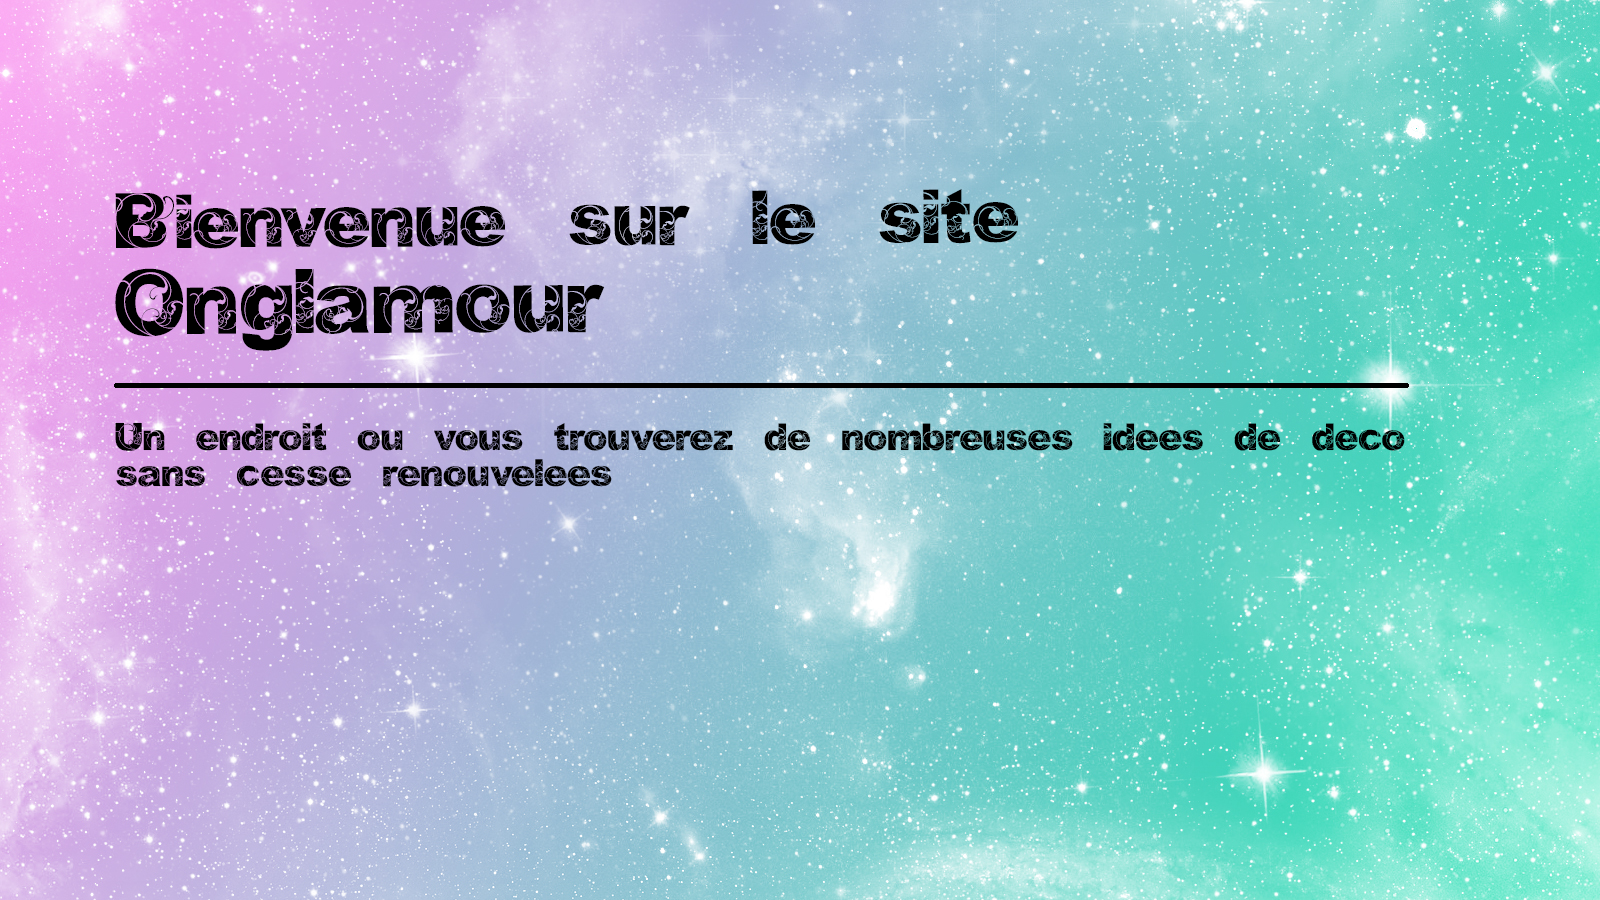 Bienvenue sur le site
Onglamour
Un endroit ou vous trouverez de nombreuses idees de deco
sans cesse renouvelees